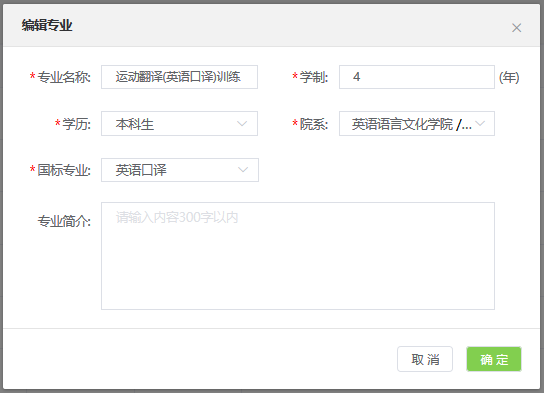 编辑专业
*专业名称: 运动翻译(英语口译)训练 *学制: 4 (年)
*学历: 本科生 *院系: 英语语言文化学院 /...
*国标专业: 英语口译
专业简介: 请输入内容300字以内
取 消 确 定